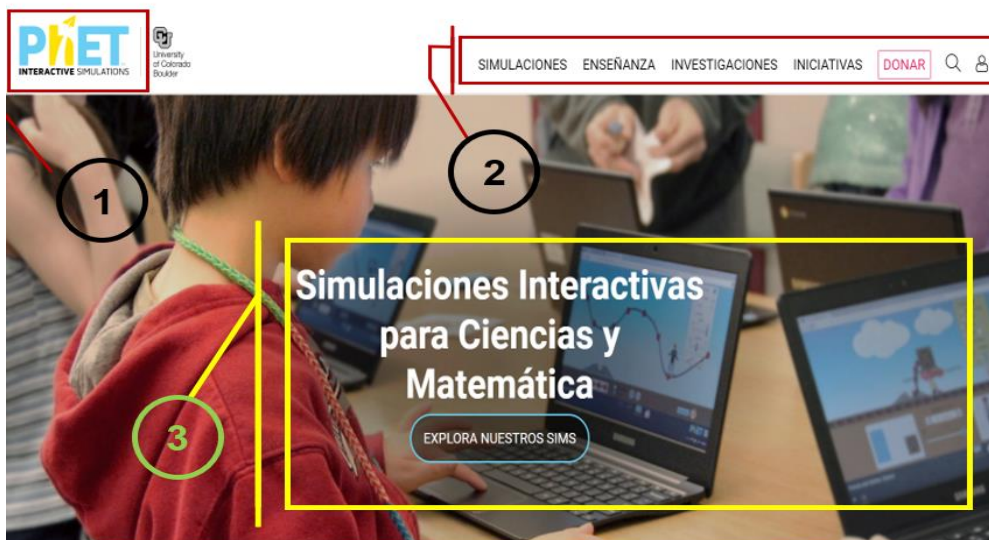 PhET
INTERACTIVE SIMULATIONS
University
of Colorado
Boulder
SIMULACIONES ENSEÑANZA INVESTIGACIONES INICIATIVAS DONAR
1
2
3
Simulaciones Interactivas
para Ciencias y
Matemática
EXPLORA NUESTROS SIMS